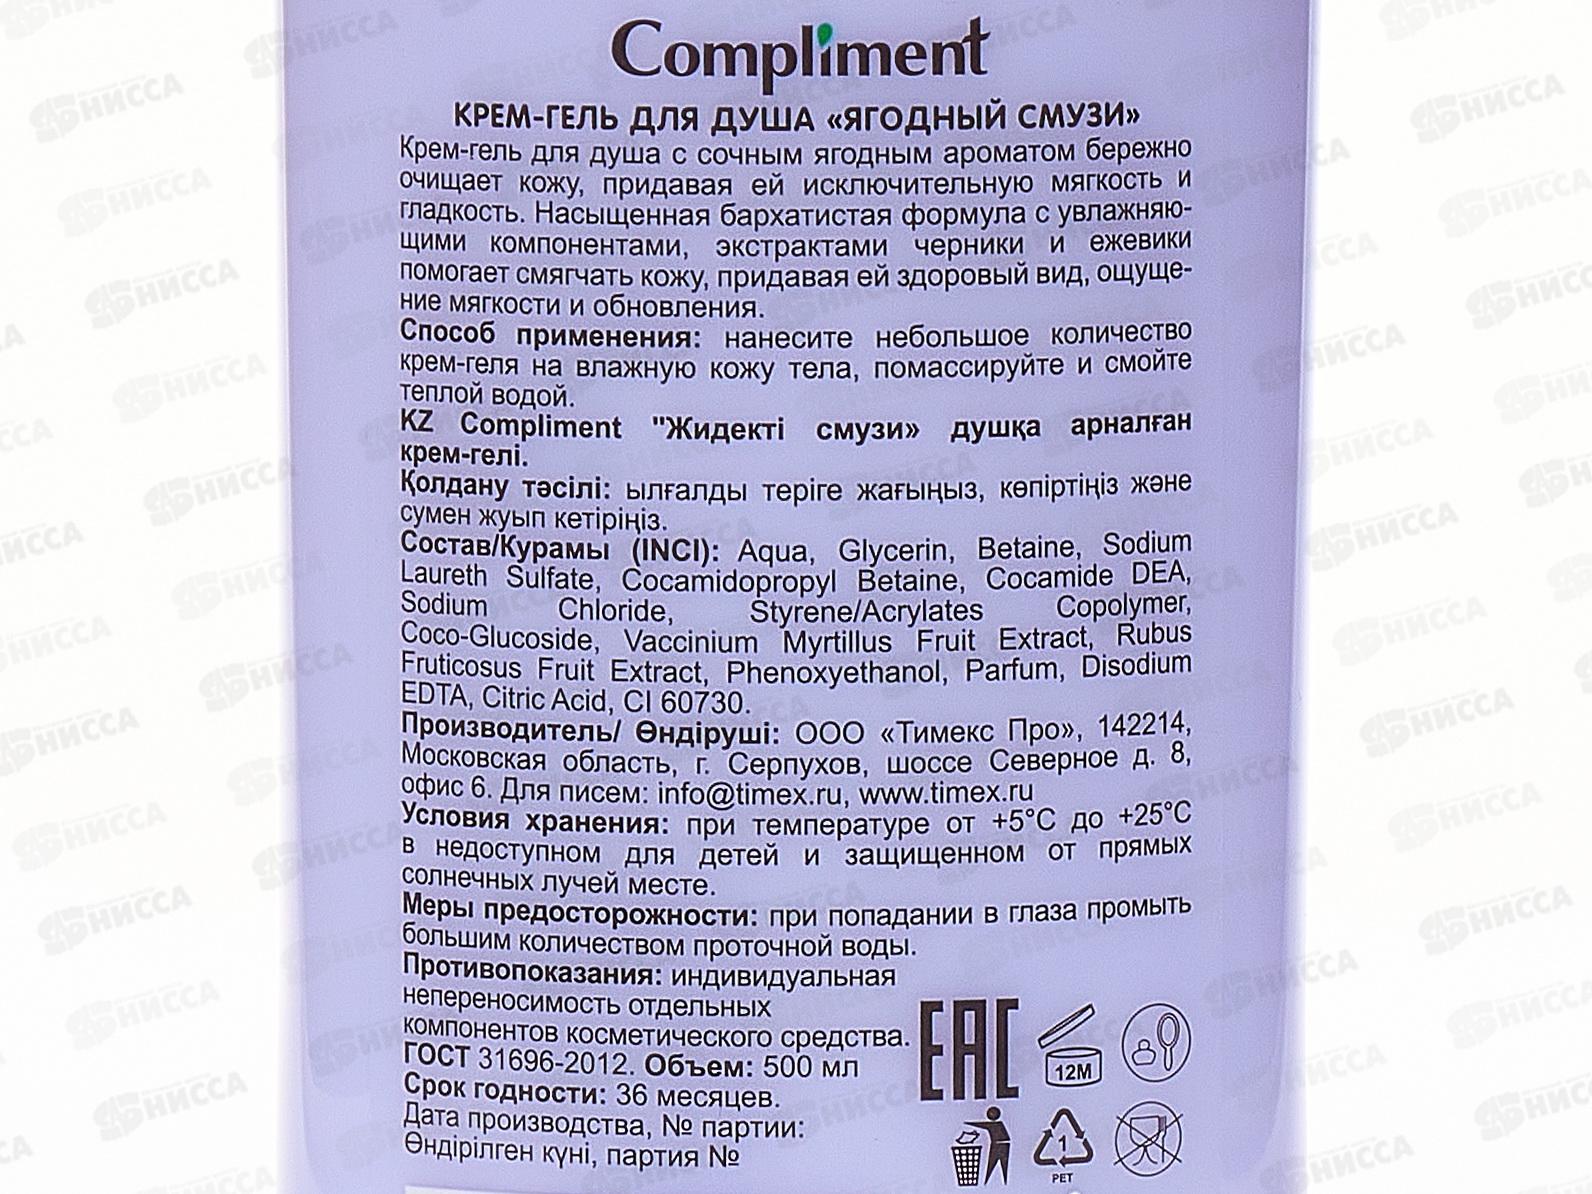 Compliment
КРЕМ-ГЕЛЬ ДЛЯ ДУША «ЯГОДНЫЙ СМУЗИ»
Крем-гель для душа с сочным ягодным ароматом бережно
очищает кожу, придавая ей исключительную мягкость и
гладкость. Насыщенная бархатистая формула с увлажняю-
щими компонентами, экстрактами черники и ежевики
помогает смягчать кожу, придавая ей здоровый вид, ощуще-
ние мягкости и обновления.
Способ применения: нанесите небольшое количество
крем-геля на влажную кожу тела, помассируйте и смойте
теплой водой.
KZ Compliment "Жидекті смузи» душқа арналған
крем-гелі.
Қолдану тәсілі: ылғалды теріге жағыңыз, көпіртіңіз және
сумен жуып кетіріңіз.
Состав/Курамы (INCI): Aqua, Glycerin, Betaine, Sodium
Laureth Sulfate, Cocamidopropyl Betaine, Cocamide DEA,
Sodium Chloride, Styrene/Acrylates Copolymer,
Coco-Glucoside, Vaccinium Myrtillus Fruit Extract, Rubus
Fruticosus Fruit Extract, Phenoxyethanol, Parfum, Disodium
EDTA, Citric Acid, CI 60730.
Производитель/ Өндіруші: ООО «Тимекс Про», 142214,
Московская область, г. Серпухов, шоссе Северное д. 8,
офис 6. Для писем: info@timex.ru, www.timex.ru
Условия хранения: при температуре от +5°С до +25°С
в недоступном для детей и защищенном от прямых
солнечных лучей месте.
Меры предосторожности: при попадании в глаза промыть
большим количеством проточной воды.
Противопоказания: индивидуальная
непереносимость отдельных
компонентов косметического средства.
ГОСТ 31696-2012. Объем: 500 мл
Срок годности: 36 месяцев.
Дата производства, № партии:
Өндірілген күні, партия №
EAC
12M
1
PET
НИССА